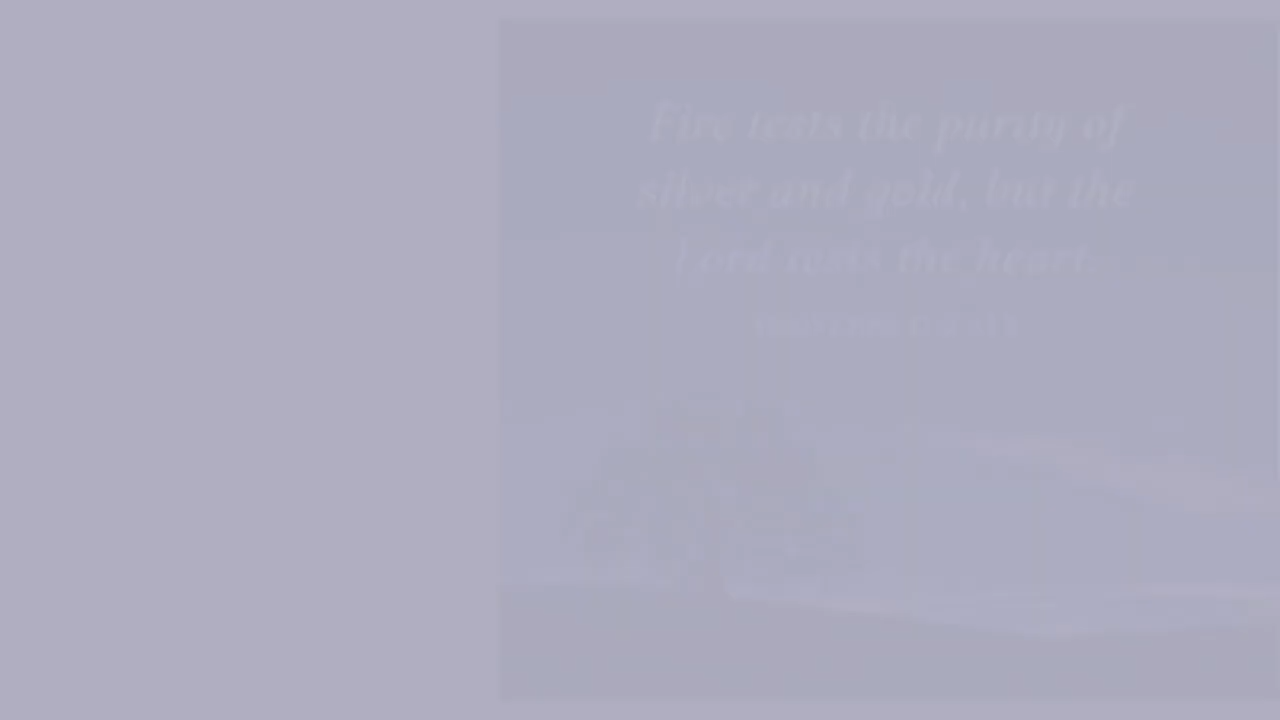 Fire tests the purity of
silver and gold, but the
Lord tests the heart.